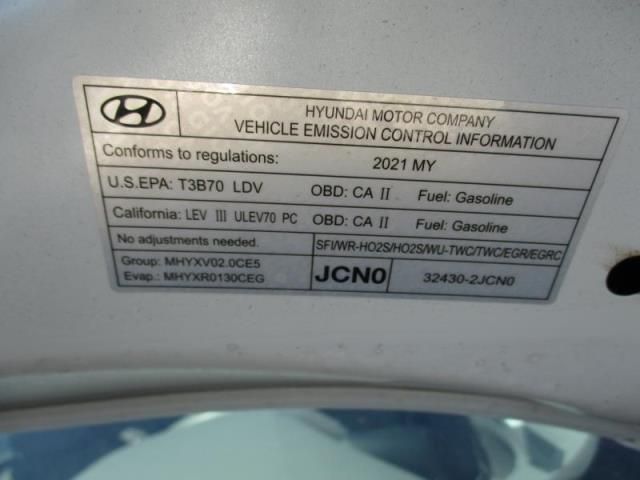 HYUNDAI MOTOR COMPANY
VEHICLE EMISSION CONTROL INFORMATION
Conforms to regulations: 2021 MY
U.S.EPA: T3B70 LDV OBD: CA II Fuel: Gasoline
California: LEV III ULEV70 PC OBD: CA II Fuel: Gasoline
No adjustments needed. SFI/WR-HO2S/HO2S/WU-TWC/TWC/EGR/EGRC
Group: MHYXV02.0CE5
Evap.: MHYXR0130CEG
JCN0 32430-2JCN0